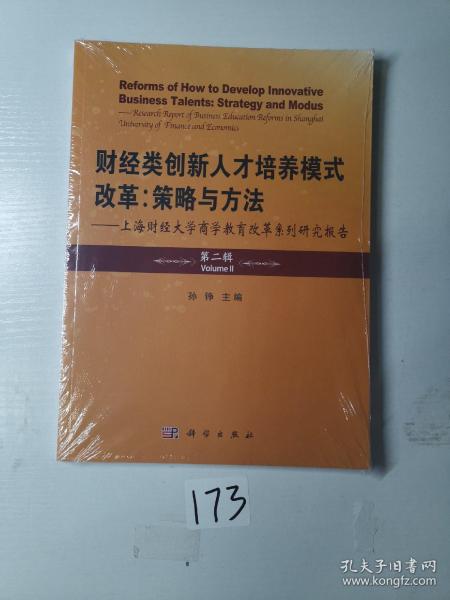 Reforms of How to Develop Innovative
Business Talents: Strategy and Modus
——Research Report of Business Education Reforms in Shanghai
University of Finance and Economics
财经类创新人才培养模式
改革:策略与方法
——上海财经大学商学教育改革系列研究报告
第二辑
Volume II
孙铮 主编
科学出版社
173
孔夫子旧书网
www.kongfz.com